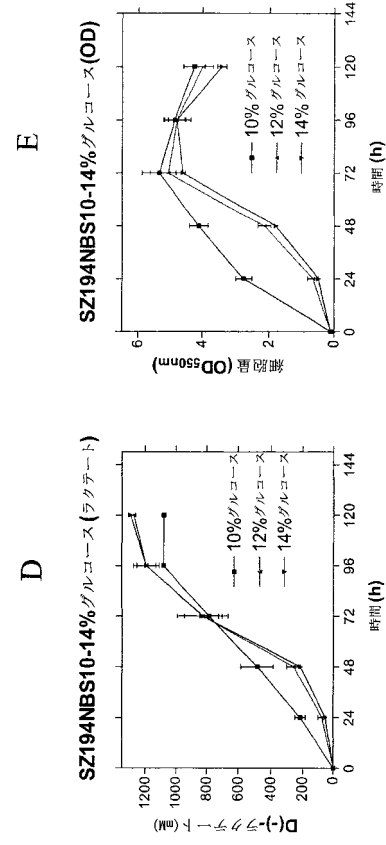 D
SZ194NBS10-14%グルコース(ラクテート)
D(-)-ラクテート(mM)
1200
1000
800
600
400
200
0
10%グルコース
12%グルコース
14%グルコース
0 24 48 72 96 120 144
時間(h)
E
SZ194NBS10-14%グルコース(OD)
細胞量(OD550nm)
6
4
2
0
10%グルコース
12%グルコース
14%グルコース
0 24 48 72 96 120 144
時間(h)